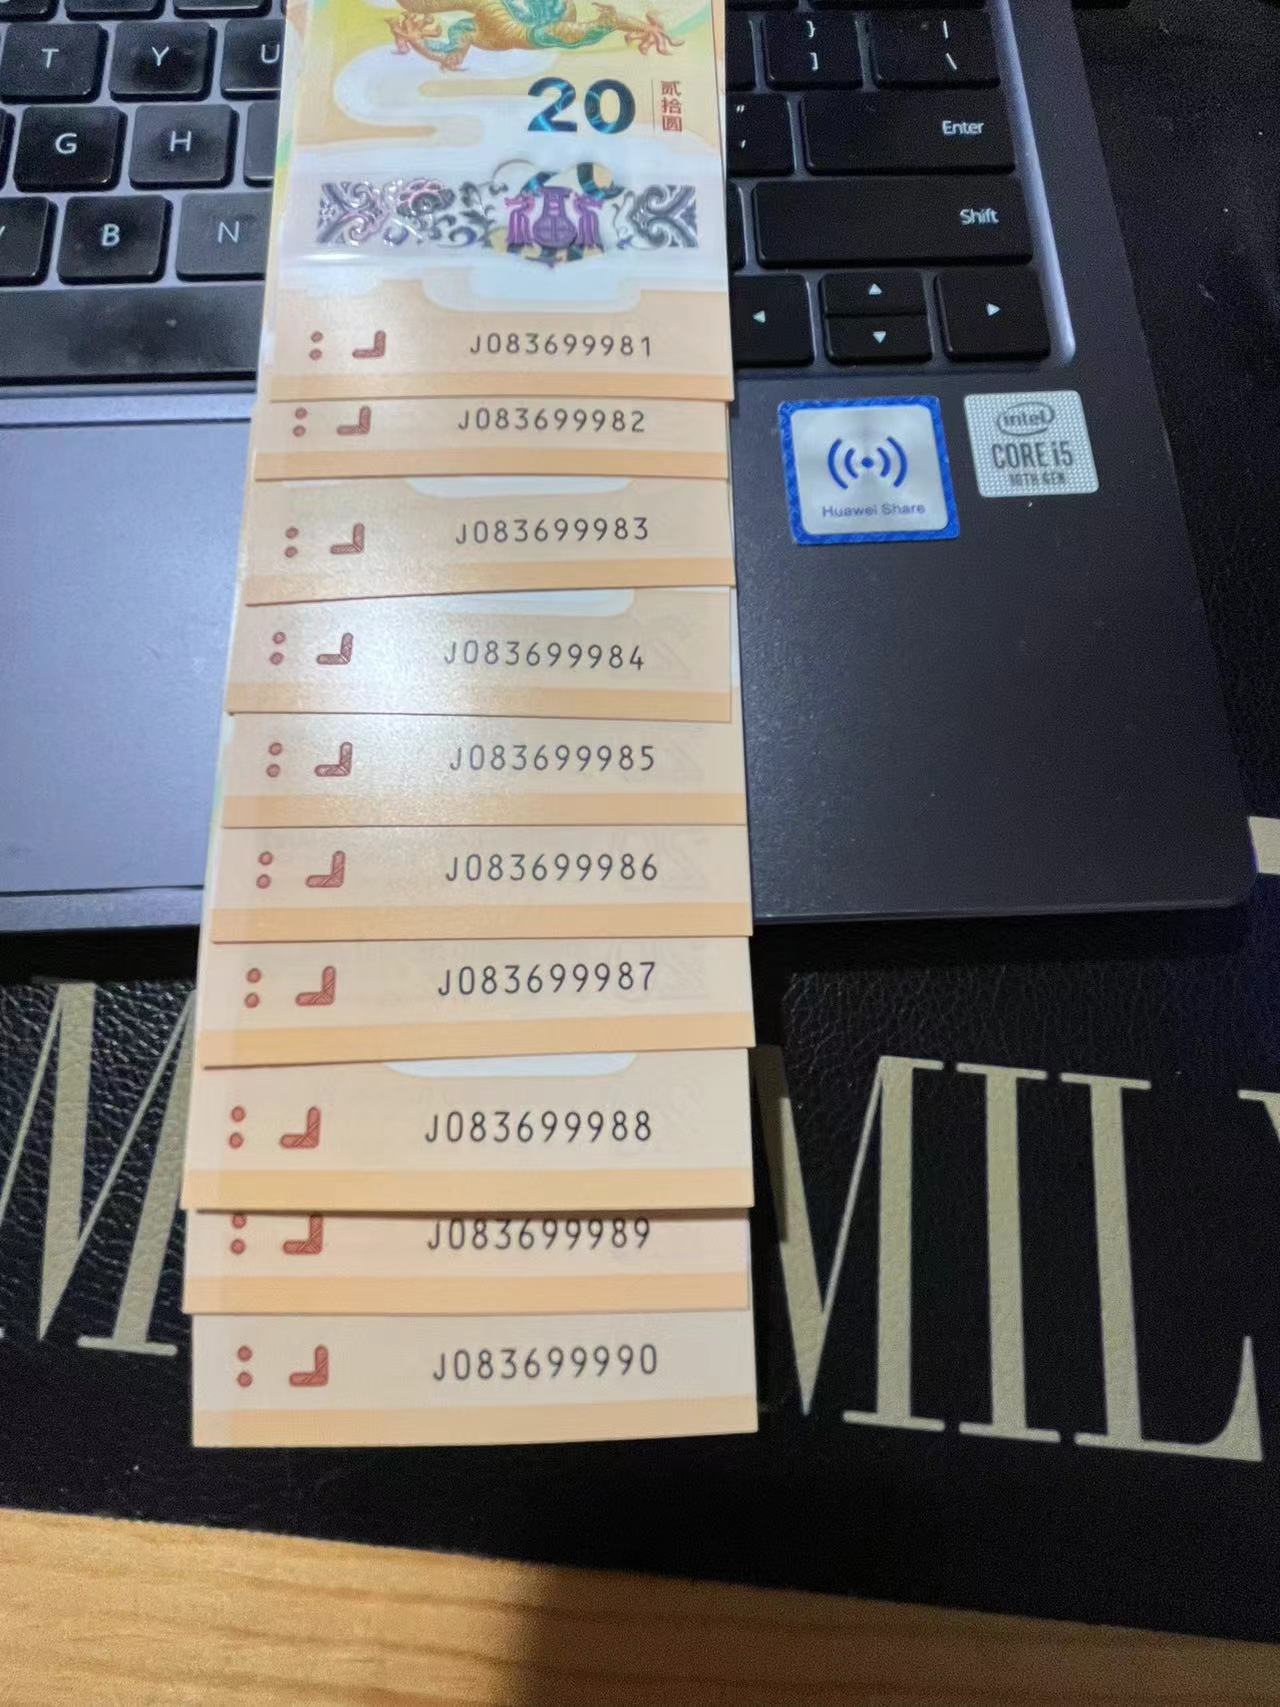 T Y U
} ]
| \
G H
" '
Enter
B N
Shift
20 贰拾圆
J083699981
J083699982
J083699983
J083699984
J083699985
J083699986
J083699987
J083699988
J083699989
J083699990
Huawei Share
intel
CORE i5
10TH GEN
MIL